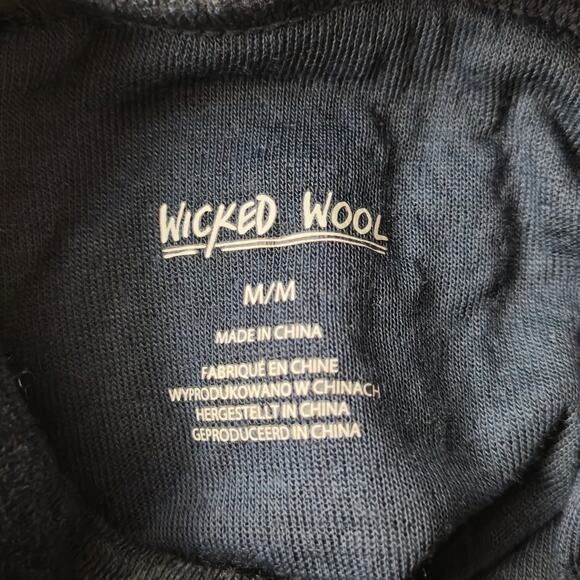 WICKED WOOL
M/M
MADE IN CHINA
FABRIQUÉ EN CHINE
WYPRODUKOWANO W CHINACH
HERGESTELLT IN CHINA
GEPRODUCEERD IN CHINA